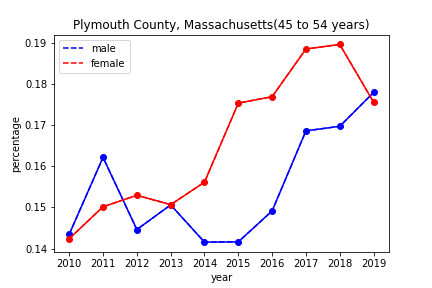 Plymouth County, Massachusetts(45 to 54 years)
male
female
percentage
0.19
0.18
0.17
0.16
0.15
0.14
2010 2011 2012 2013 2014 2015 2016 2017 2018 2019
year